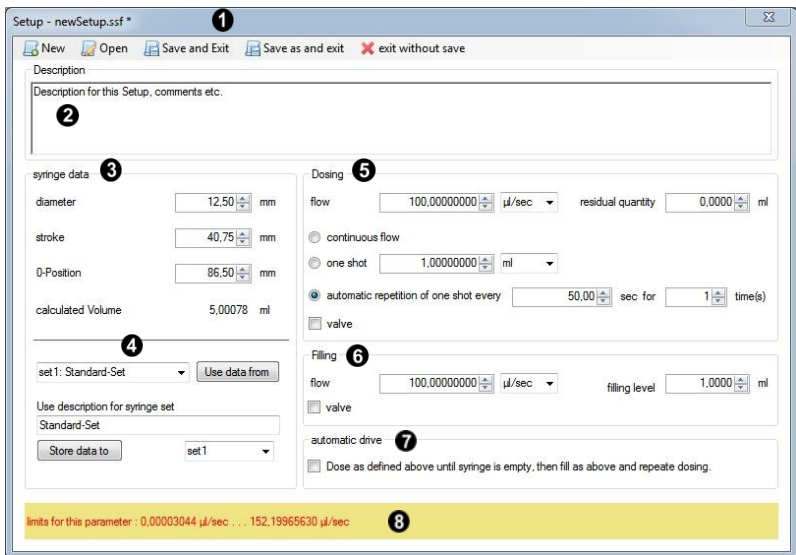 Setup - newSetup.ssf * 1
New Open Save and Exit Save as and exit exit without save
Description
Description for this Setup, comments etc.
2
syringe data 3
diameter 12,50 mm
stroke 40,75 mm
0-Position 86,50 mm
calculated Volume 5,00078 ml
4
set1: Standard-Set Use data from
Use description for syringe set
Standard-Set
Store data to set1
Dosing 5
flow 100,00000000 µl/sec residual quantity 0,0000 ml
continuous flow
one shot 1,00000000 ml
automatic repetition of one shot every 50,00 sec for 1 time(s)
valve
Filling 6
flow 100,00000000 µl/sec filling level 1,0000 ml
valve
automatic drive 7
Dose as defined above until syringe is empty, then fill as above and repeat dosing.
limits for this parameter : 0,00003044 µl/sec . . . 152,19965630 µl/sec 8